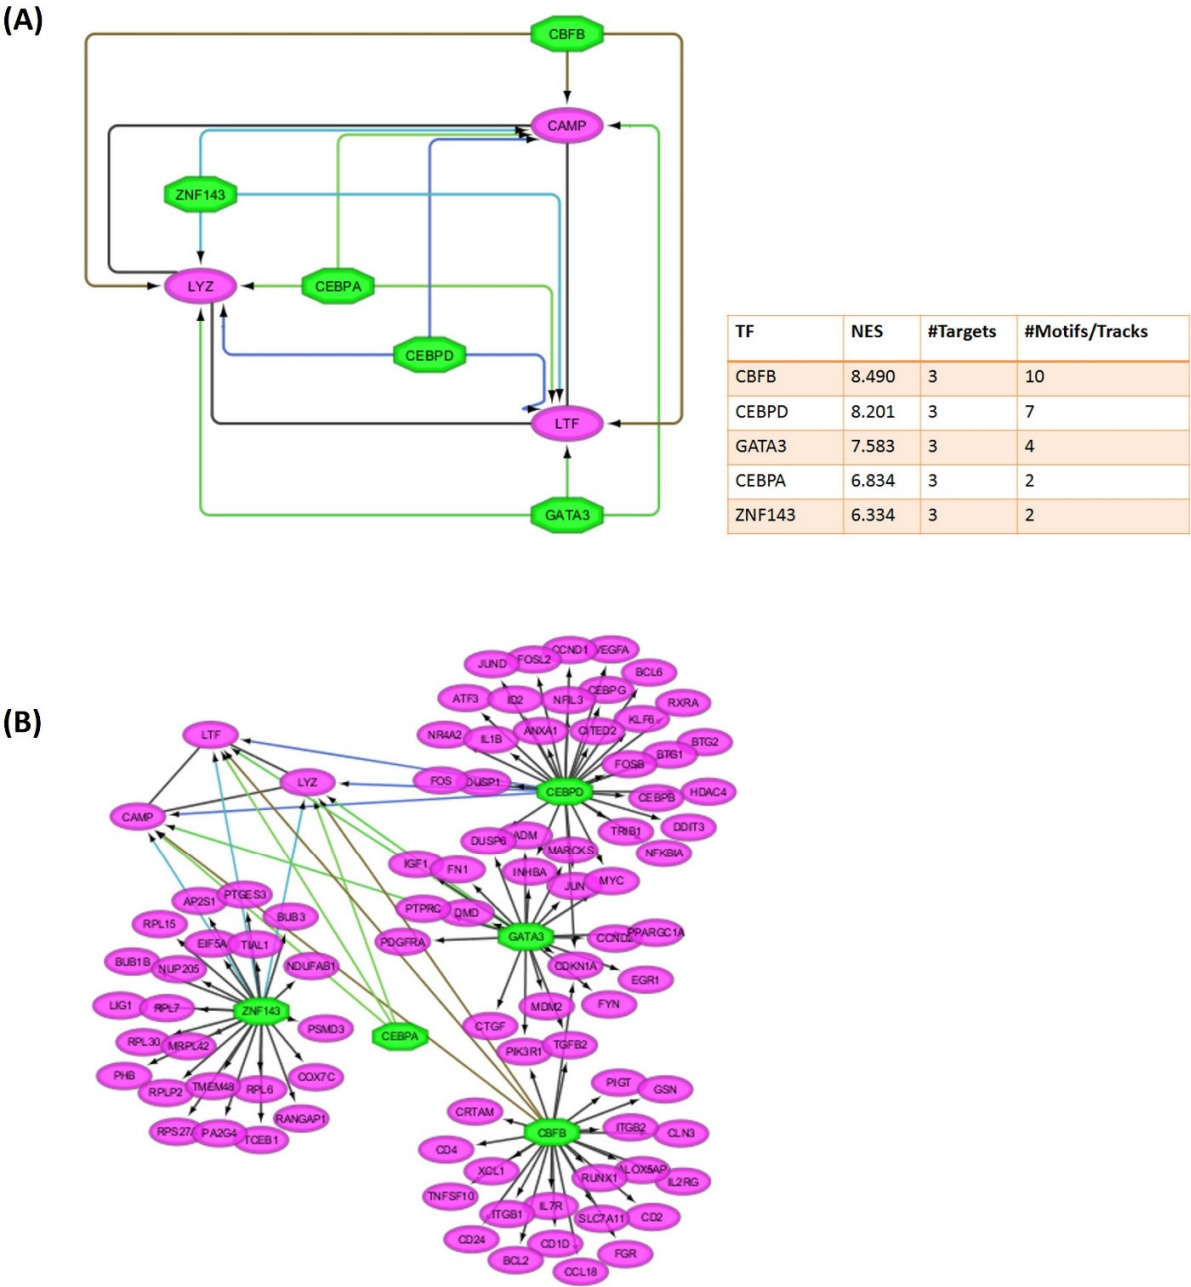 (A)
CBFB
CAMP
ZNF143
LYZ
CEBPA
CEBPD
LTF
GATA3
TF NES #Targets #Motifs/Tracks
CBFB 8.490 3 10
CEBPD 8.201 3 7
GATA3 7.583 3 4
CEBPA 6.834 3 2
ZNF143 6.334 3 2
(B)
JUND FOSL2 CCND1 VEGFA
BCL6
ATF3 ID2 NFIL3 CEBPG
RXRA
KLF6
NR4A2 IL1B ANXA1 CITED2
BTG1 BTG2
FOSB
LTF
LYZ
FOS DUSP1 CEBPD CEBPB HDAC4
CAMP
TRIB1 DDIT3
NFKBIA
DUSP6 ADM MARCKS
IGF1 FN1 INHBA JUN MYC
PTPRC DMD
PDGFRA GATA3 CCND2 PPARGC1A
CDKN1A EGR1
MDM2 FYN
CTGF
PIK3R1 TGFB2
AP2S1 PTGES3
RPL15 BUB3
EIF5A TIAL1
BUB1B NUP205 NDUFAB1
LIG1 RPL7 ZNF143
PSMD3
RPL30 MRPL42
PHB COX7C
RPLP2 TMEM48 RPL6
RANGAP1
PA2G4 TCEB1
CEBPA
PIGT GSN
CRTAM
CBFB ITGB2 CLN3
CD4
XCL1 RUNX1 ALOX5AP IL2RG
TNFSF10
ITGB1 IL7R SLC7A11 CD2
CD24 CD1D
BCL2 FGR
CCL18